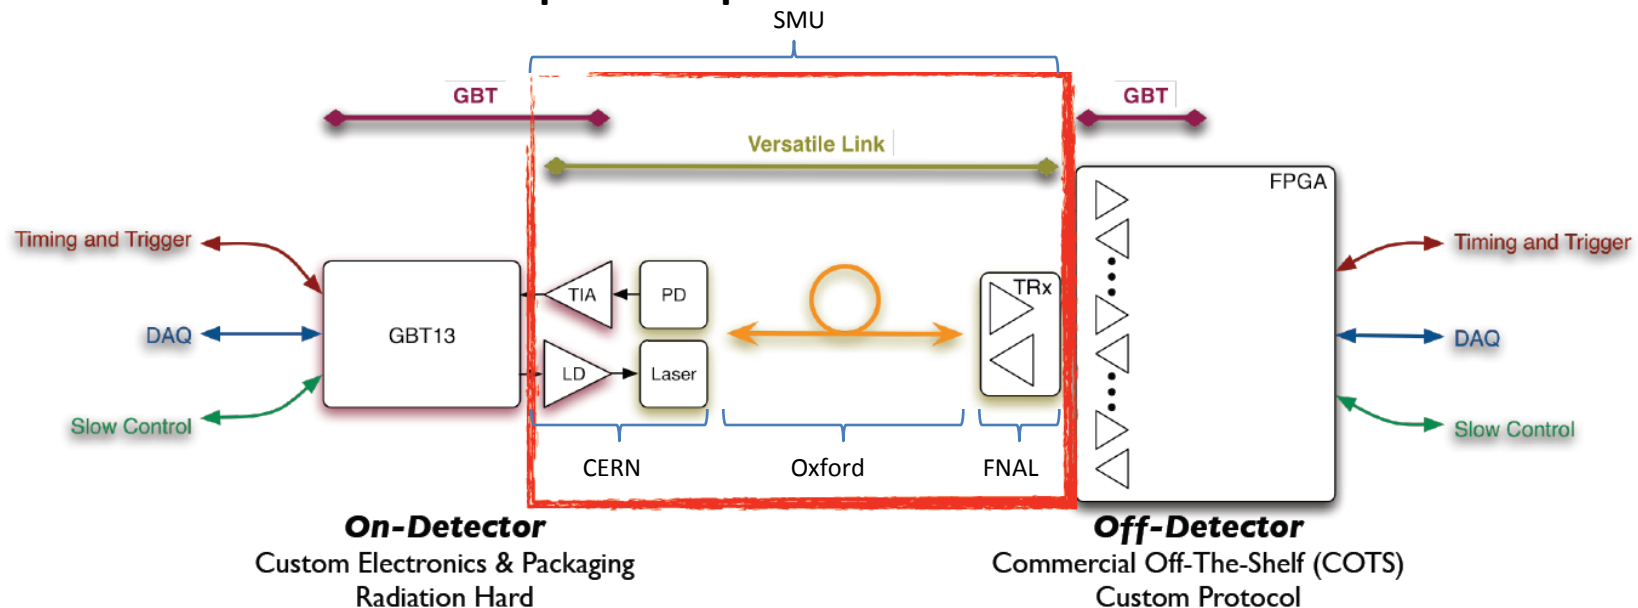 SMU
GBT
GBT
Versatile Link
FPGA
Timing and Trigger
Timing and Trigger
TIA
PD
TRx
GBT13
DAQ
DAQ
LD
Laser
Slow Control
Slow Control
CERN
Oxford
FNAL
On-Detector
Custom Electronics & Packaging
Radiation Hard
Off-Detector
Commercial Off-The-Shelf (COTS)
Custom Protocol